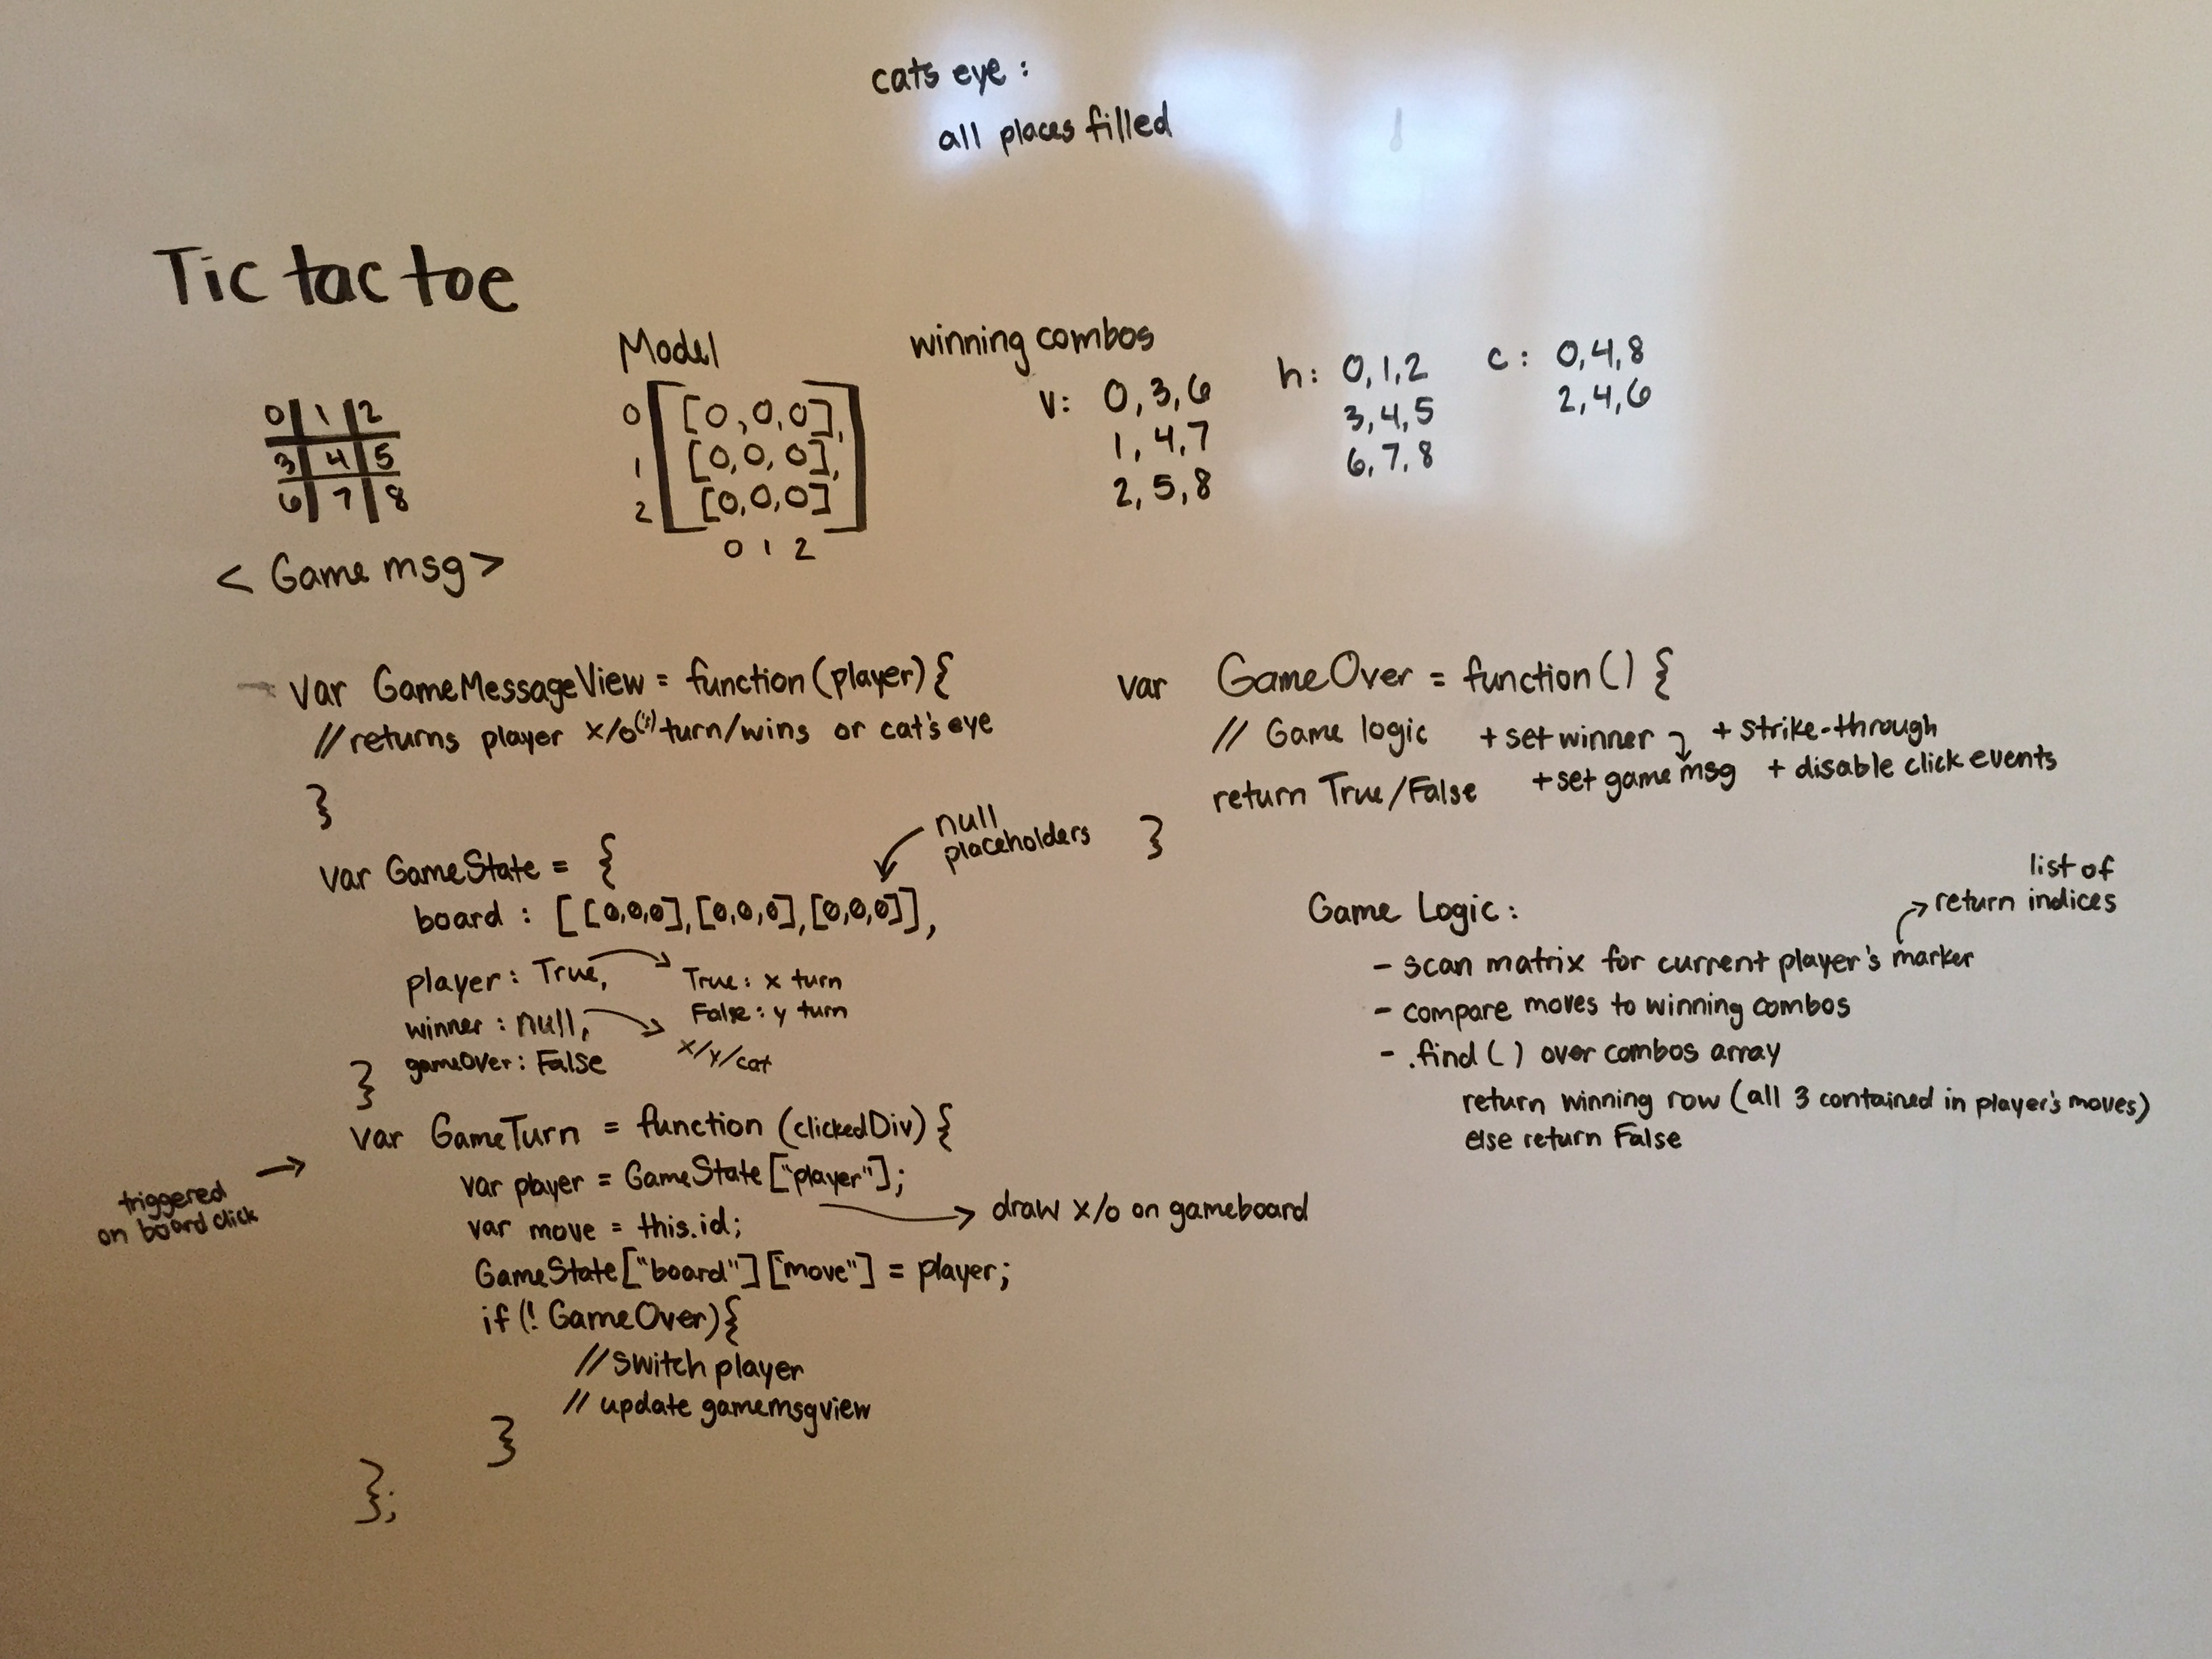 cats eye :
all places filled
Tic tac toe
0 1 2
3 4 5
6 7 8
< Game msg >
Model
0 [ [0,0,0],
1 [0,0,0],
2 [0,0,0] ]
0 1 2
winning combos
v: 0,3,6
1,4,7
2,5,8
h: 0,1,2
3,4,5
6,7,8
c: 0,4,8
2,4,6
var GameMessageView = function(player){
//returns player x/o('s) turn/wins or cat's eye
}
var GameState = {
null
placeholders
board : [[0,0,0],[0,0,0],[0,0,0]],
player: True,
True: x turn
False: y turn
winner: null,
x/y/cat
gameOver: False
}
var GameTurn = function (clickedDiv){
triggered
on board click
var player = GameState["player"];
draw x/o on gameboard
var move = this.id;
GameState["board"]["move"] = player;
if(! GameOver){
//switch player
// update gamemsgview
}
};
var GameOver = function() {
// Game logic + set winner + strike-through
return True/False + set game msg + disable click events
}
Game Logic:
list of
return indices
- scan matrix for current player's marker
- compare moves to winning combos
- .find( ) over combos array
return winning row (all 3 contained in player's moves)
else return False